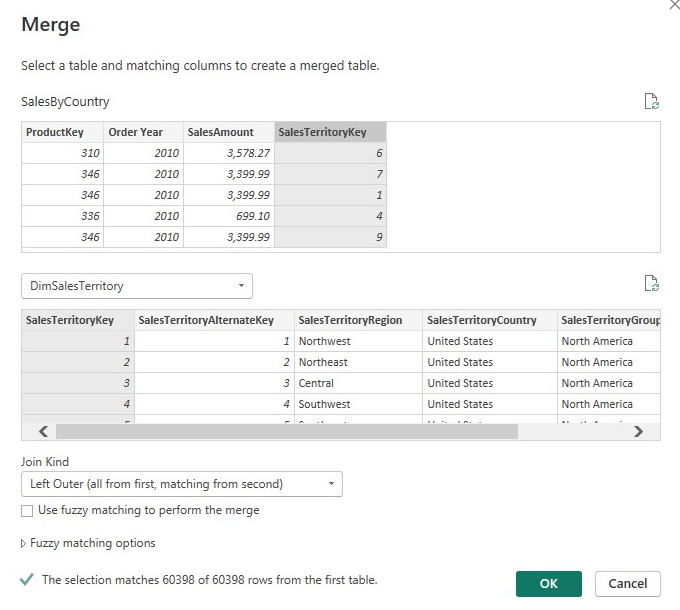 Merge
Select a table and matching columns to create a merged table.
SalesByCountry
ProductKey Order Year SalesAmount SalesTerritoryKey
310 2010 3,578.27 6
346 2010 3,399.99 7
346 2010 3,399.99 1
336 2010 699.10 4
346 2010 3,399.99 9
DimSalesTerritory
SalesTerritoryKey SalesTerritoryAlternateKey SalesTerritoryRegion SalesTerritoryCountry SalesTerritoryGroup
1 1 Northwest United States North America
2 2 Northeast United States North America
3 3 Central United States North America
4 4 Southwest United States North America
Join Kind
Left Outer (all from first, matching from second)
Use fuzzy matching to perform the merge
Fuzzy matching options
The selection matches 60398 of 60398 rows from the first table.
OK Cancel